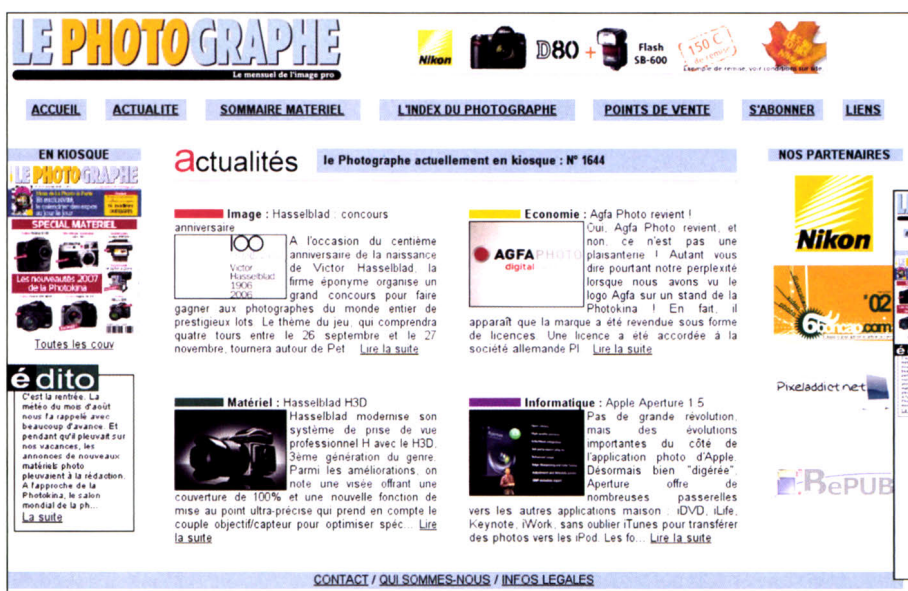 LE PHOTOGRAPHE
Le mensuel de l'image pro
Nikon
D80 + Flash
SB-600
150 €
de remise
ACCUEIL ACTUALITE SOMMAIRE MATERIEL L'INDEX DU PHOTOGRAPHE POINTS DE VENTE S'ABONNER LIENS
EN KIOSQUE
LE PHOTOGRAPHE
SPECIAL MATERIEL
Les nouveautés 2007
de la Photokina
Toutes les couv
édito
C'est la rentrée. La
météo du mois d'août
nous l'a rappelé avec
beaucoup d'avance. Et
pendant qu'il pleuvait sur
nos vacances, les
annonces de nouveaux
matériels photo
pleuvaient à la rédaction.
A l'approche de la
Photokina, le salon
mondial de la ph...
La suite
actualités
le Photographe actuellement en kiosque : N° 1644
Image : Hasselblad : concours
anniversaire
100
Victor
Hasselblad
1906
2006
A l'occasion du centième
anniversaire de la naissance
de Victor Hasselblad, la
firme éponyme organise un
grand concours pour faire
gagner aux photographes du monde entier de
prestigieux lots. Le thème du jeu, qui comprendra
quatre tours entre le 26 septembre et le 27
novembre, tournera autour de Pet Lire la suite
Economie : Agfa Photo revient !
AGFAPHOTO
digital
Oui, Agfa Photo revient, et
non, ce n'est pas une
plaisanterie ! Autant vous
dire pourtant notre perplexité
lorsque nous avons vu le
logo Agfa sur un stand de la
Photokina ! En fait, il
apparaît que la marque a été revendue sous forme
de licences. Une licence a été accordée à la
société allemande Pl Lire la suite
Matériel : Hasselblad H3D
Hasselblad modernise son
système de prise de vue
professionnel H avec le H3D,
3ème génération du genre.
Parmi les améliorations, on
note une visée offrant une
couverture de 100% et une nouvelle fonction de
mise au point ultra-précise qui prend en compte le
couple objectif/capteur pour optimiser spéc... Lire
la suite
Informatique : Apple Aperture 1.5
Pas de grande révolution,
mais des évolutions
importantes du côté de
l'application photo d'Apple.
Désormais bien "digérée".
Aperture offre de
nombreuses passerelles
vers les autres applications maison : iDVD, iLife,
Keynote, iWork, sans oublier iTunes pour transférer
des photos vers les iPod. Les fo... Lire la suite
NOS PARTENAIRES
Nikon
#02
6boncap.com
Pixeladdict.net
REPUB
CONTACT / QUI SOMMES-NOUS / INFOS LEGALES